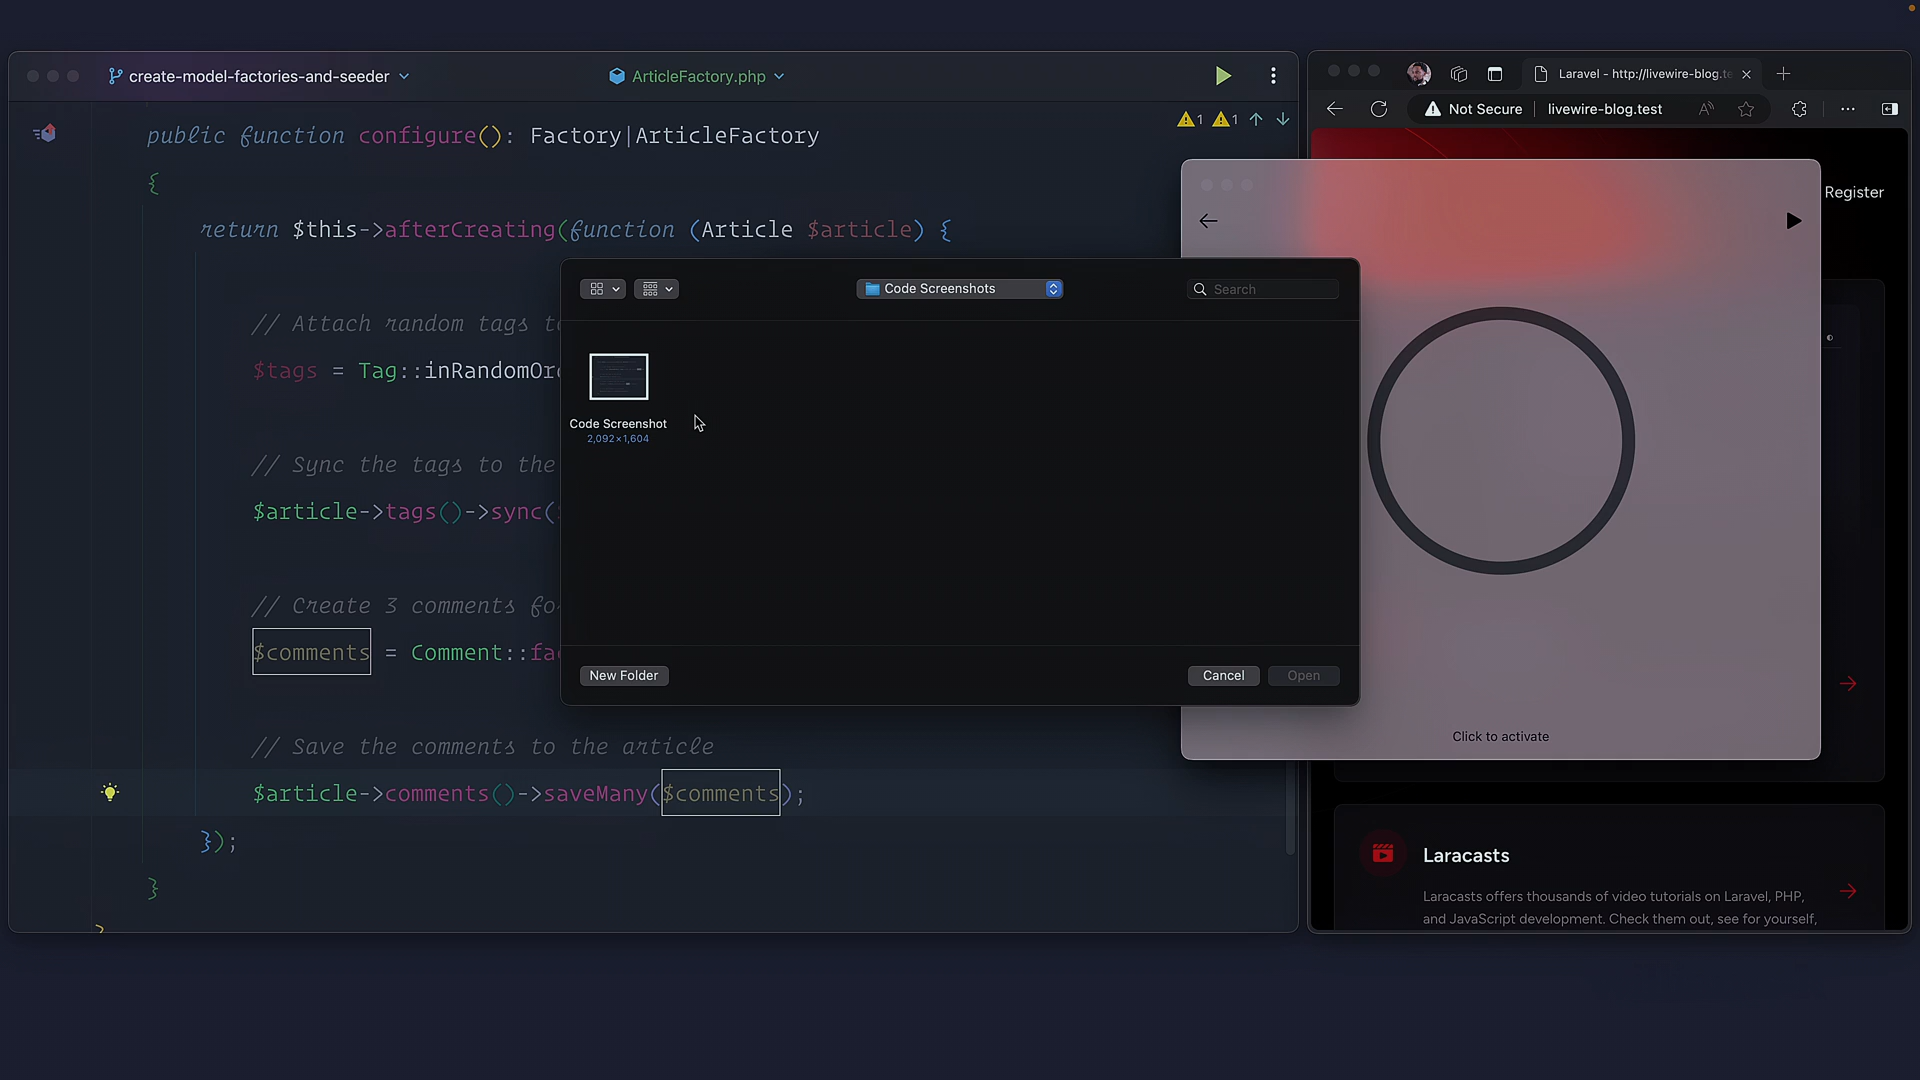 create-model-factories-and-seeder
ArticleFactory.php
public function configure(): Factory|ArticleFactory
{
return $this->afterCreating(function (Article $article) {
// Attach random tags
$tags = Tag::
// Sync the tags to the
$article->tags()->sync(
// Create 3 comments
$comments = Comment::
// Save the comments to the article
$article->comments()->saveMany($comments);
});
}
1
1
Laravel - http://livewire-blog.te
Not Secure
livewire-blog.test
Register
Code Screenshots
Search
Code Screenshot
2,092×1,604
New Folder
Cancel
Open
Click to activate
Laracasts
Laracasts offers thousands of video tutorials on Laravel, PHP,
and JavaScript development. Check them out, see for yourself,